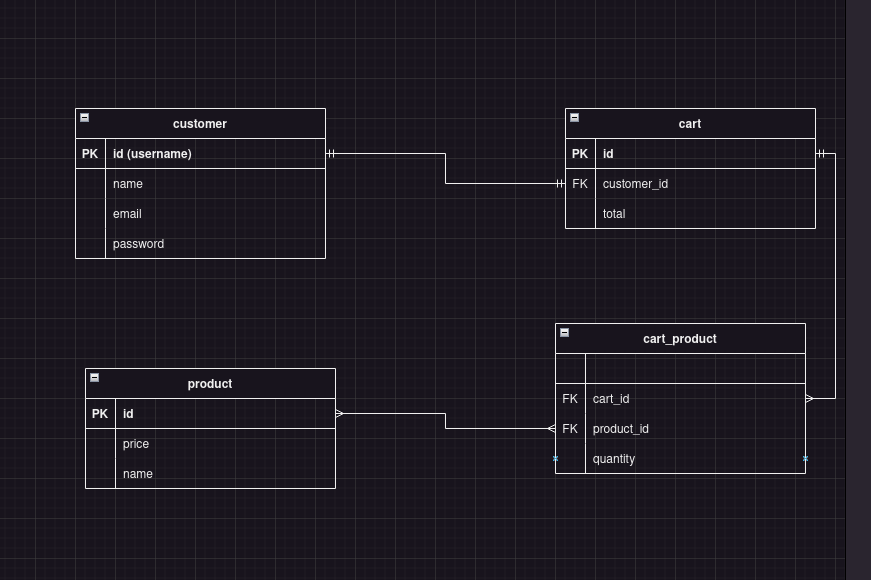 customer
PK id (username)
name
email
password
cart
PK id
FK customer_id
total
product
PK id
price
name
cart_product
FK cart_id
FK product_id
quantity